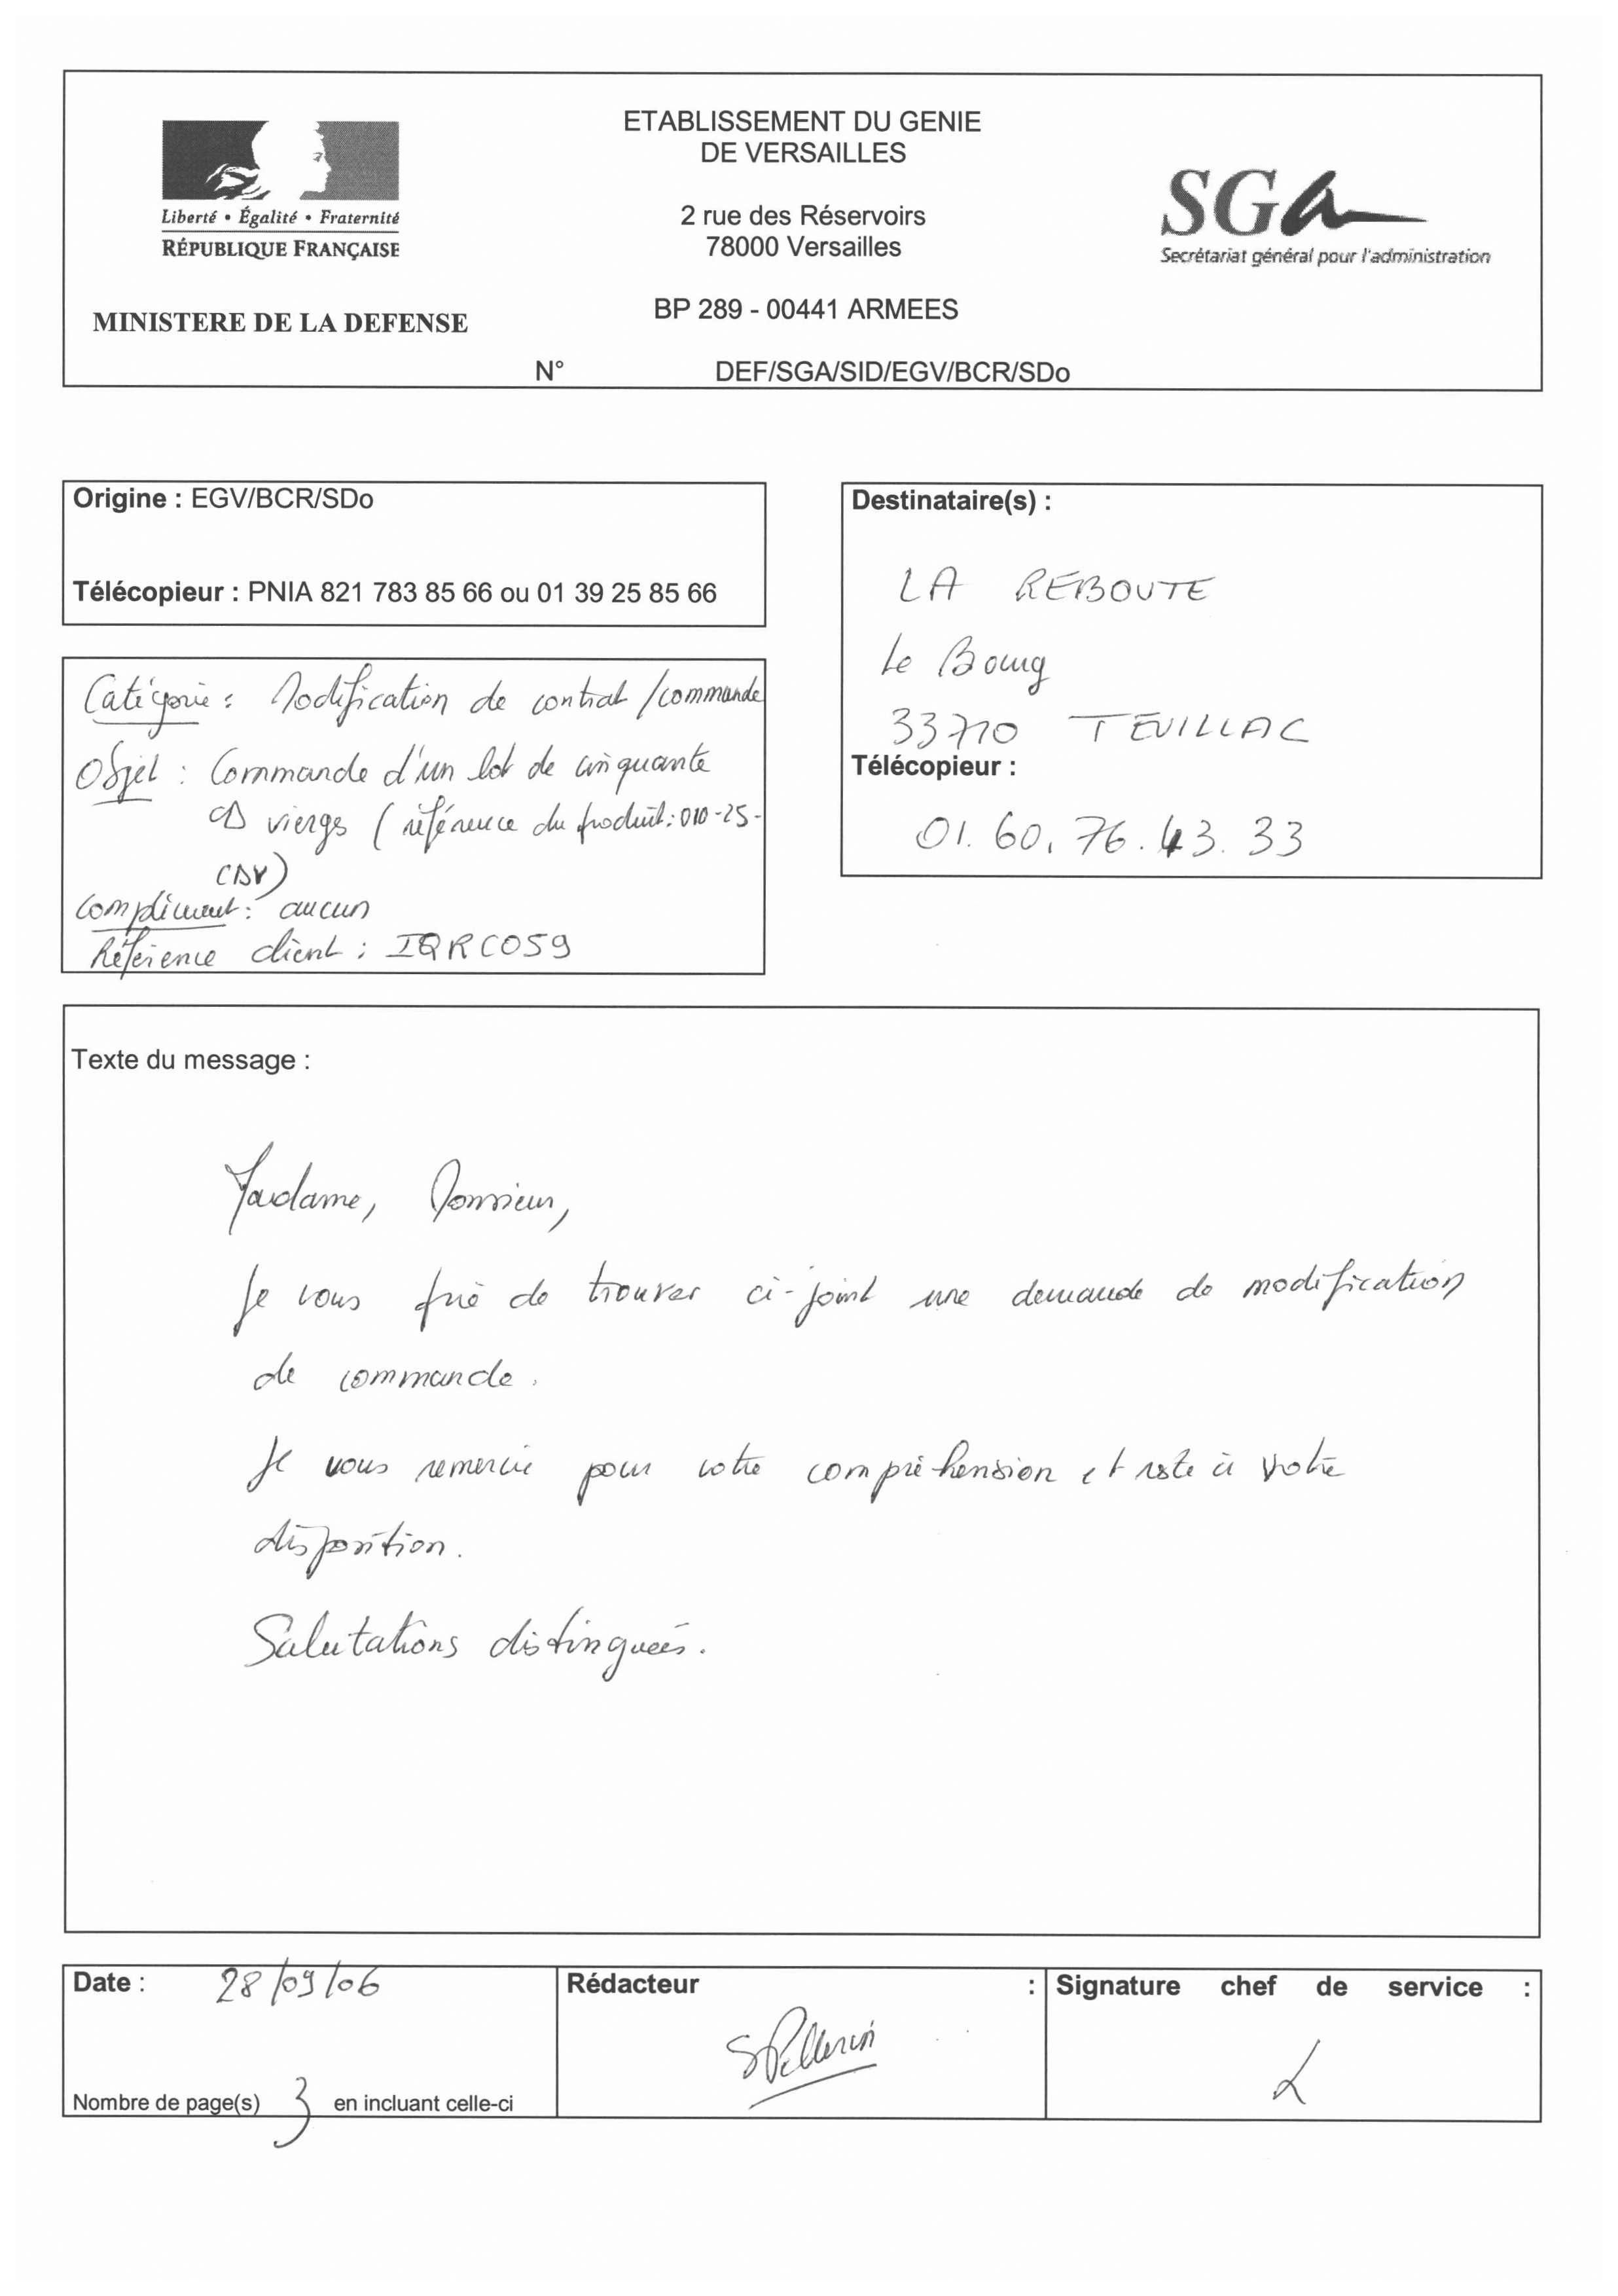 Liberté • Égalité • Fraternité
RÉPUBLIQUE FRANÇAISE
MINISTERE DE LA DEFENSE
ETABLISSEMENT DU GENIE
DE VERSAILLES
2 rue des Réservoirs
78000 Versailles
BP 289 - 00441 ARMEES
N° DEF/SGA/SID/EGV/BCR/SDo
SGa
Secrétariat général pour l'administration
Origine : EGV/BCR/SDo
Télécopieur : PNIA 821 783 85 66 ou 01 39 25 85 66
Catégorie : Modification de contrat / commande
Objet : Commande d'un lot de cinquante
CD vierges (référence du produit : 010-25-
CDV)
Complément : aucun
Référence client : IQRC059
Destinataire(s) :
LA REBOUTE
Le Bourg
33710 TEUILLAC
Télécopieur :
01.60.76.43.33
Texte du message :
Madame, Monsieur,
Je vous prie de trouver ci-joint une demande de modification
de commande.
Je vous remercie pour votre compréhension et reste à votre
disposition.
Salutations distinguées.
Date : 28/09/06
Nombre de page(s) 3 en incluant celle-ci
Rédacteur :
SPellerin
Signature chef de service :